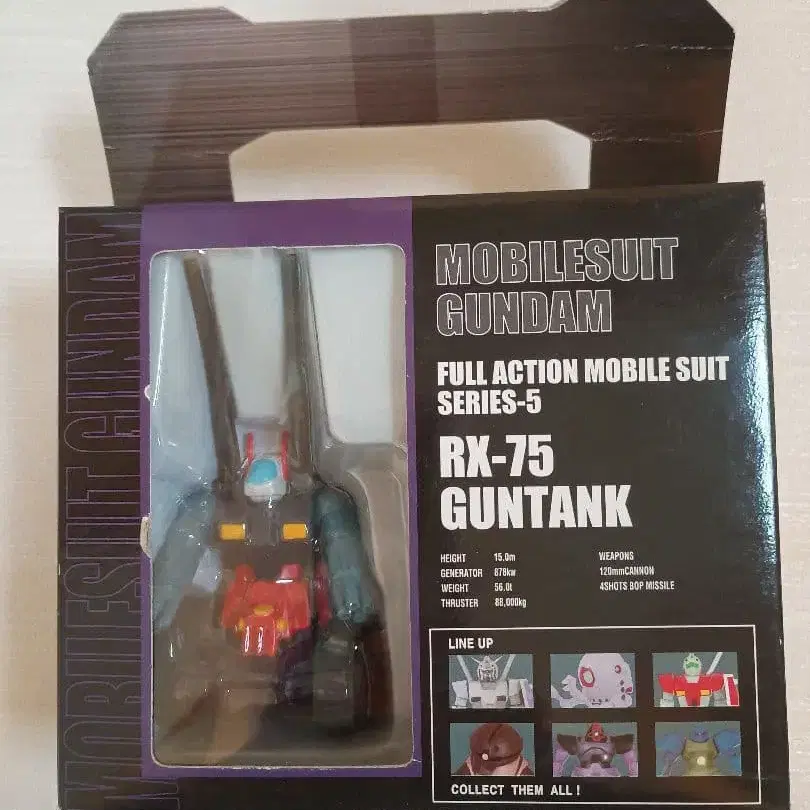 MOBILESUIT GUNDAM
MOBILESUIT
GUNDAM
FULL ACTION MOBILE SUIT
SERIES-5
RX-75
GUNTANK
HEIGHT 15.0m
GENERATOR 878kw
WEIGHT 56.0t
THRUSTER 88,000kg
WEAPONS
120mmCANNON
4SHOTS BOP MISSILE
LINE UP
COLLECT THEM ALL !